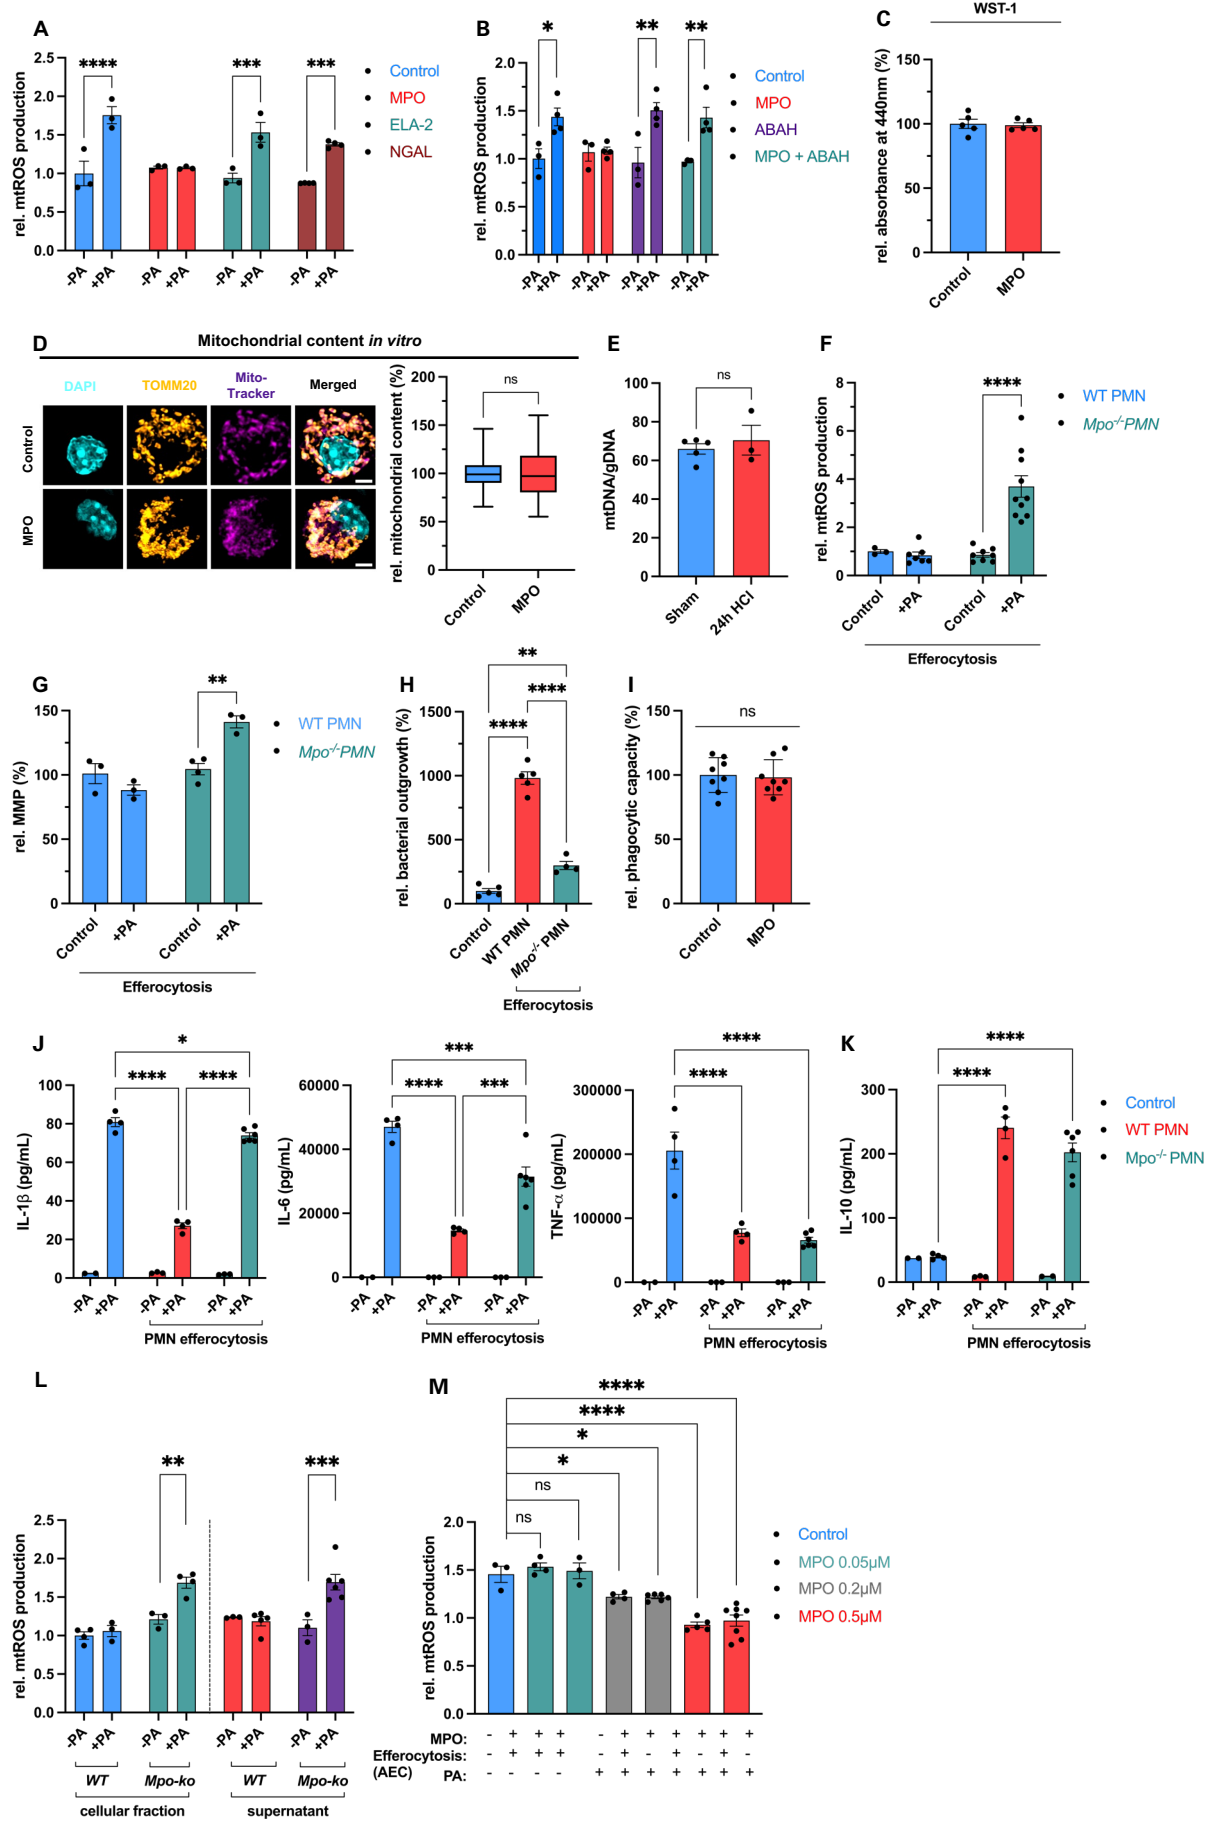 A
rel. mtROS production
2.5
2.0
1.5
1.0
0.5
0.0
****
***
***
-PA
+PA
-PA
+PA
-PA
+PA
-PA
+PA
Control
MPO
ELA-2
NGAL
B
rel. mtROS production
2.0
1.5
1.0
0.5
0.0
*
**
**
-PA
+PA
-PA
+PA
-PA
+PA
-PA
+PA
Control
MPO
ABAH
MPO + ABAH
C
WST-1
rel. absorbance at 440nm (%)
150
100
50
0
Control
MPO
D
Mitochondrial content in vitro
DAPI
TOMM20
Mito-
Tracker
Merged
Control
MPO
rel. mitochondrial content (%)
200
150
100
50
0
ns
Control
MPO
E
mtDNA/gDNA
100
80
60
40
20
0
ns
Sham
24h HCl
F
rel. mtROS production
8
6
4
2
0
****
Control
+PA
Control
+PA
Efferocytosis
WT PMN
Mpo-/-PMN
G
rel. MMP (%)
150
100
50
0
**
Control
+PA
Control
+PA
Efferocytosis
WT PMN
Mpo-/-PMN
H
rel. bacterial outgrowth (%)
1500
1000
500
0
**
****
****
Control
WT PMN
Mpo-/- PMN
Efferocytosis
I
rel. phagocytic capacity (%)
150
100
50
0
ns
Control
MPO
J
IL-1β (pg/mL)
100
80
60
40
20
0
*
****
****
-PA
+PA
-PA
+PA
-PA
+PA
PMN efferocytosis
IL-6 (pg/mL)
60000
40000
20000
0
***
****
***
-PA
+PA
-PA
+PA
-PA
+PA
PMN efferocytosis
TNF-α (pg/mL)
300000
200000
100000
0
****
****
-PA
+PA
-PA
+PA
-PA
+PA
PMN efferocytosis
K
IL-10 (pg/mL)
300
200
100
0
****
****
-PA
+PA
-PA
+PA
-PA
+PA
PMN efferocytosis
Control
WT PMN
Mpo-/- PMN
L
rel. mtROS production
2.5
2.0
1.5
1.0
0.5
0.0
**
***
-PA
+PA
-PA
+PA
-PA
+PA
-PA
+PA
WT
Mpo-ko
WT
Mpo-ko
cellular fraction
supernatant
M
rel. mtROS production
2.0
1.5
1.0
0.5
0.0
****
****
*
*
ns
ns
Control
MPO 0.05µM
MPO 0.2µM
MPO 0.5µM
MPO: - + + + - + + + + + +
Efferocytosis: - + + + - + - + - + -
(AEC)
PA: - - - - + + + + + + +